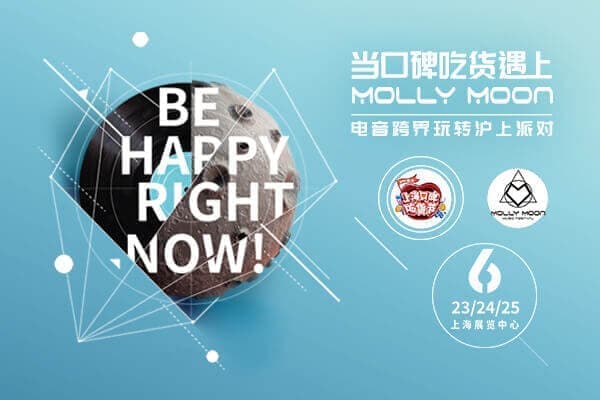 BE
HAPPY
RIGHT
NOW!
当口碑吃货遇上
MOLLY MOON
电音跨界玩转沪上派对
上海口碑
吃货节
MOLLY MOON
MUSIC FESTIVAL
6
23/24/25
上海展览中心